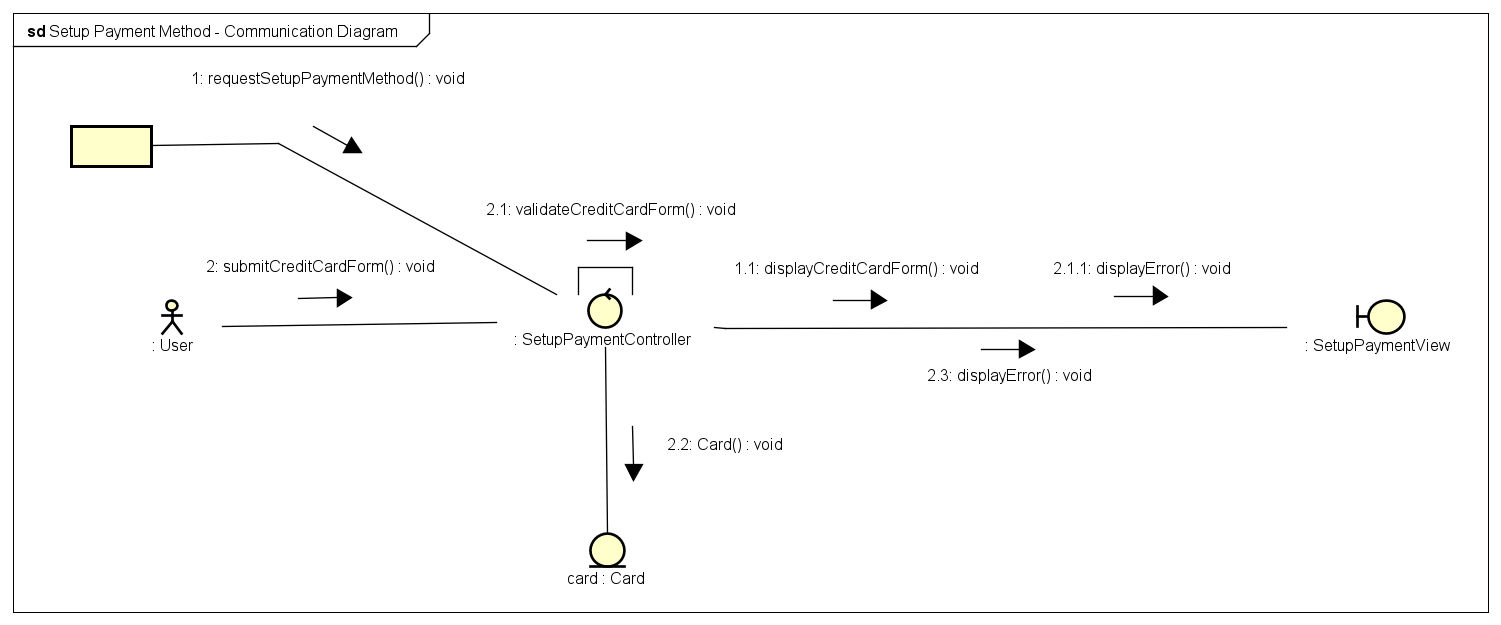 sd Setup Payment Method - Communication Diagram
1: requestSetupPaymentMethod() : void
2.1: validateCreditCardForm() : void
2: submitCreditCardForm() : void
1.1: displayCreditCardForm() : void
2.1.1: displayError() : void
: User
: SetupPaymentController
: SetupPaymentView
2.3: displayError() : void
2.2: Card() : void
card : Card